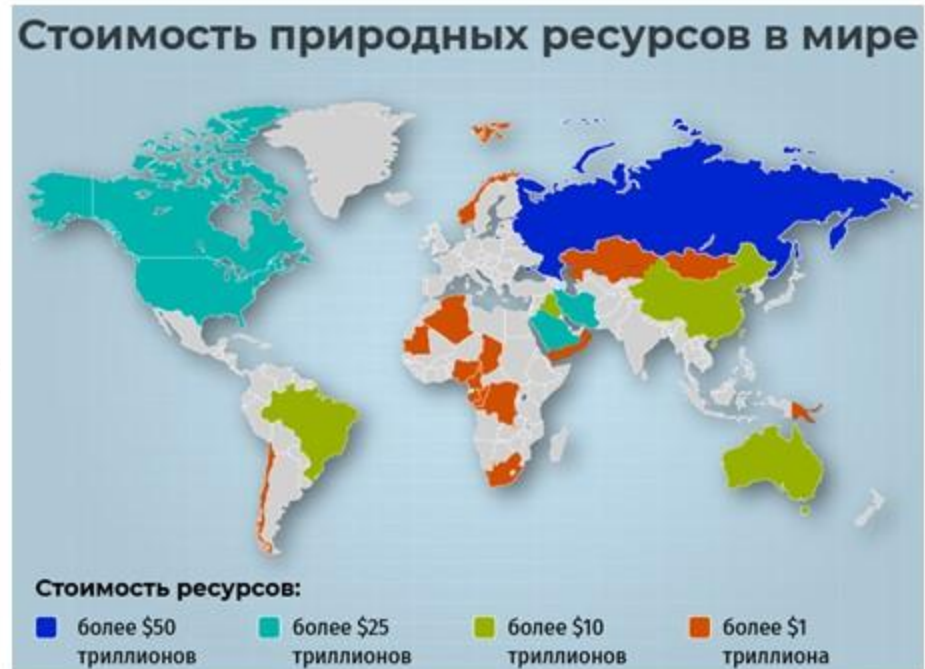 Стоимость природных ресурсов в мире
Стоимость ресурсов:
более $50
триллионов
более $25
триллионов
более $10
триллионов
более $1
триллиона